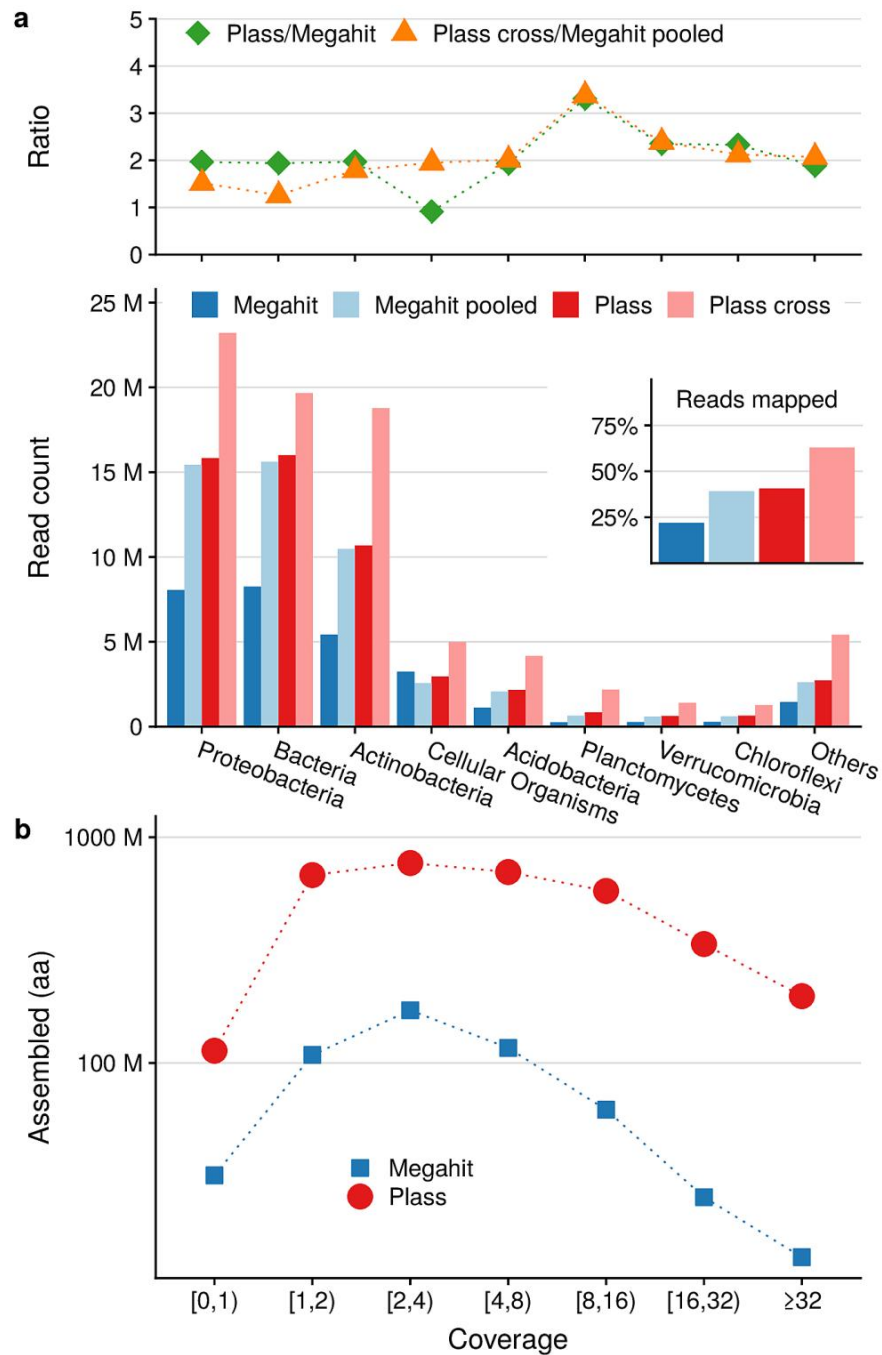 a
Plass/Megahit Plass cross/Megahit pooled
Ratio
5
4
3
2
1
0
Megahit Megahit pooled Plass Plass cross
Read count
25 M
20 M
15 M
10 M
5 M
0
Reads mapped
75%
50%
25%
Proteobacteria
Bacteria
Actinobacteria
Cellular Organisms
Acidobacteria
Planctomycetes
Verrucomicrobia
Chloroflexi
Others
b
Assembled (aa)
1000 M
100 M
Megahit
Plass
[0,1) [1,2) [2,4) [4,8) [8,16) [16,32) ≥32
Coverage